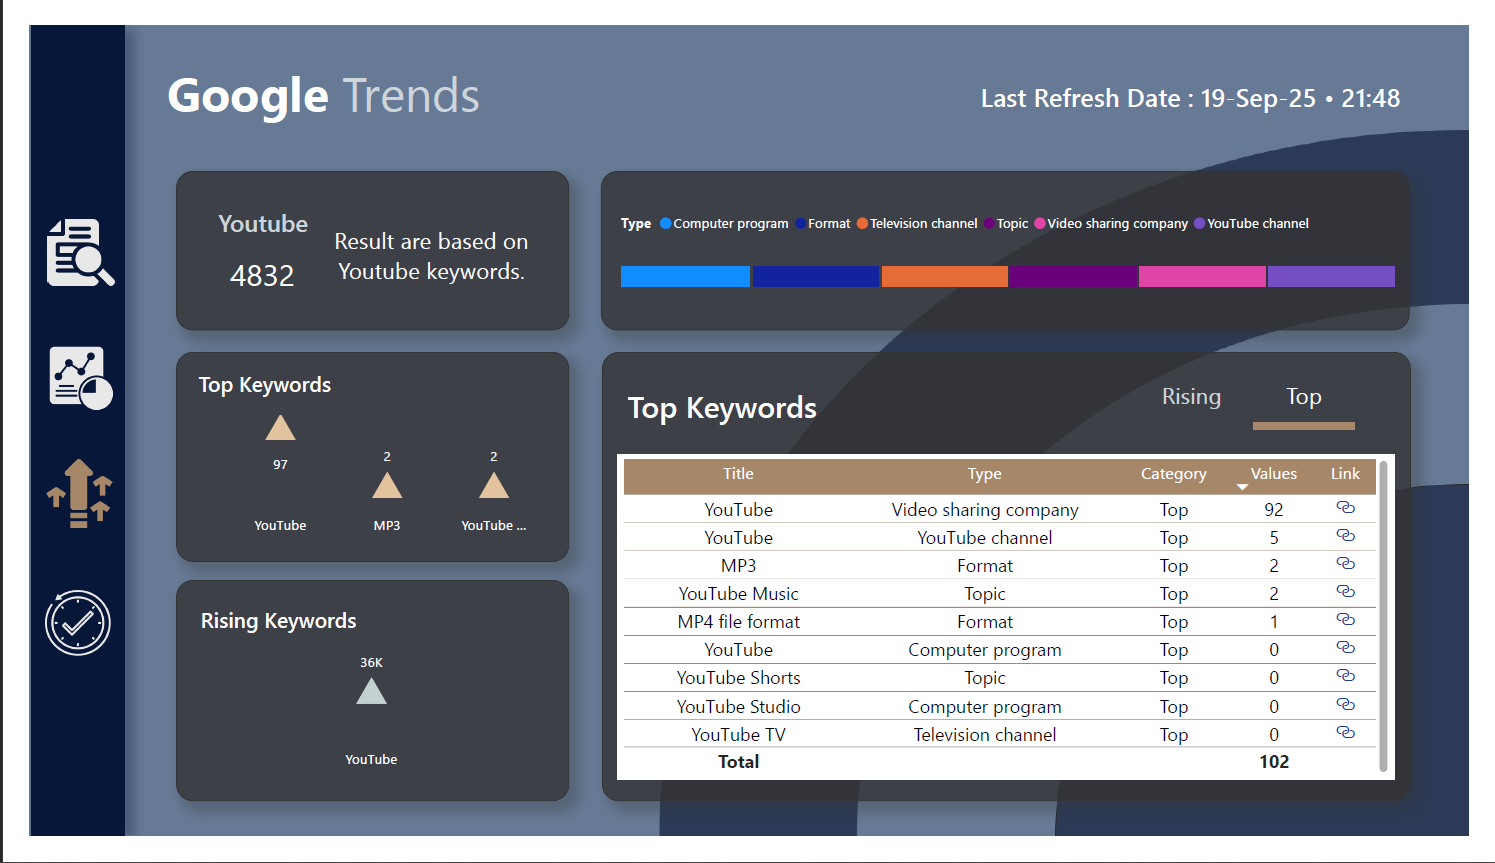 Google Trends
Last Refresh Date : 19-Sep-25 • 21:48
Youtube
4832
Result are based on
Youtube keywords.
Type Computer program Format Television channel Topic Video sharing company YouTube channel
Top Keywords
97
2
2
YouTube
MP3
YouTube ...
Rising Keywords
36K
YouTube
Top Keywords
Rising
Top
Title Type Category Values Link
YouTube Video sharing company Top 92
YouTube YouTube channel Top 5
MP3 Format Top 2
YouTube Music Topic Top 2
MP4 file format Format Top 1
YouTube Computer program Top 0
YouTube Shorts Topic Top 0
YouTube Studio Computer program Top 0
YouTube TV Television channel Top 0
Total 102